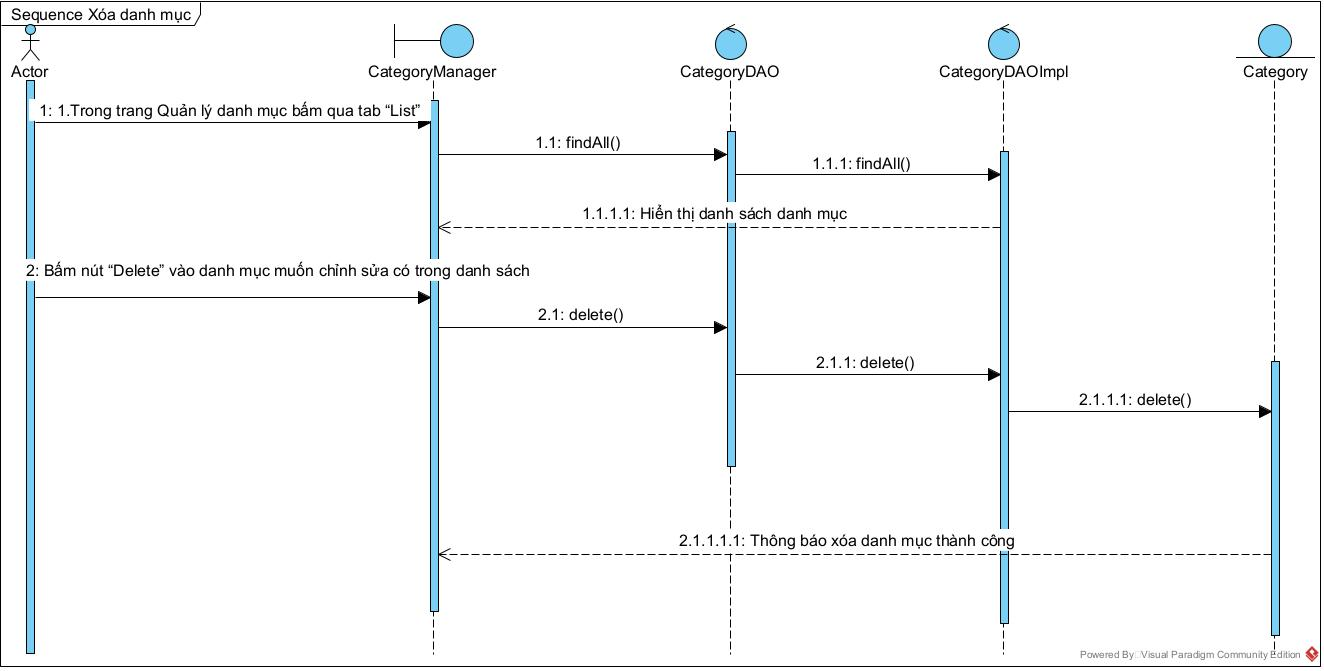 Sequence Xóa danh mục
Actor
CategoryManager
CategoryDAO
CategoryDAOImpl
Category
1: 1.Trong trang Quản lý danh mục bấm qua tab “List”
1.1: findAll()
1.1.1: findAll()
1.1.1.1: Hiển thị danh sách danh mục
2: Bấm nút “Delete” vào danh mục muốn chỉnh sửa có trong danh sách
2.1: delete()
2.1.1: delete()
2.1.1.1: delete()
2.1.1.1.1: Thông báo xóa danh mục thành công
Powered By Visual Paradigm Community Edition